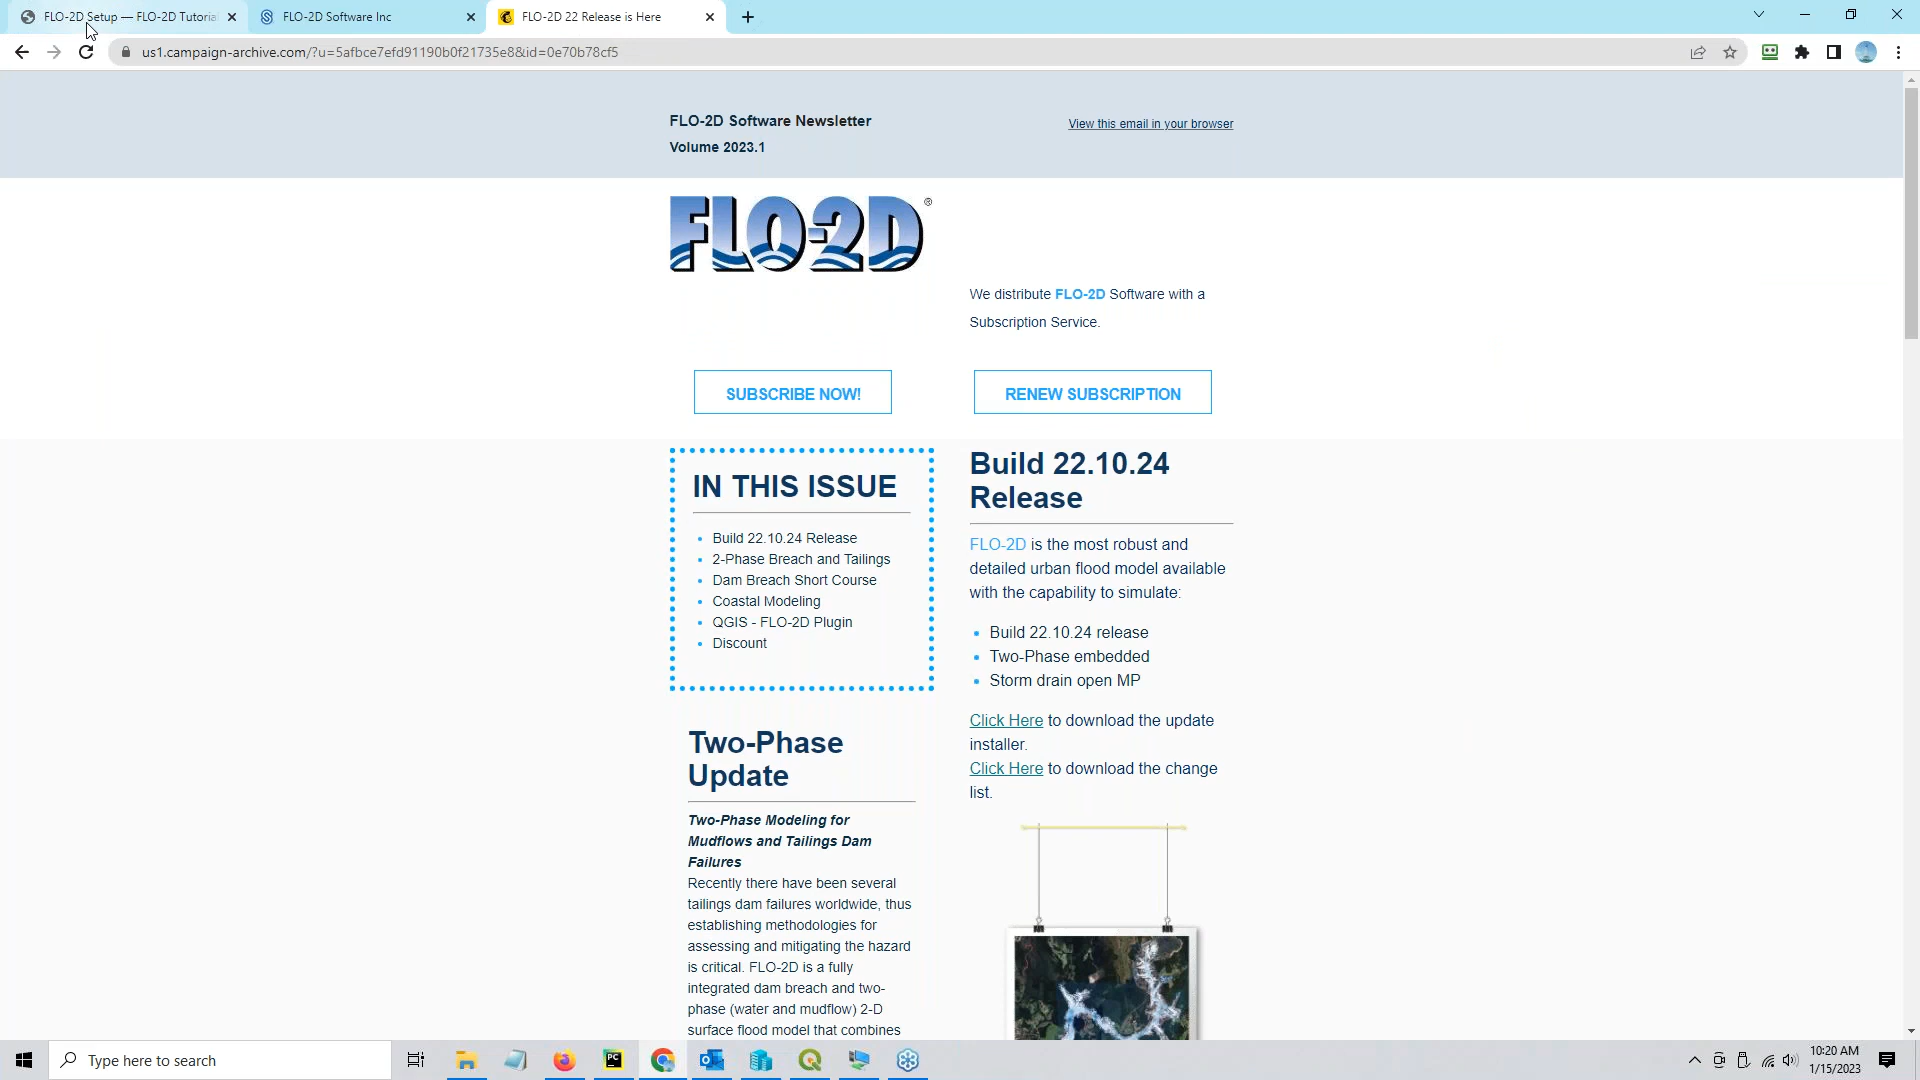 FLO-2D Setup — FLO-2D Tutoria
FLO-2D Software Inc
FLO-2D 22 Release is Here
us1.campaign-archive.com/?u=5afbce7efd91190b0f21735e8&id=0e70b78cf5
FLO-2D Software Newsletter
View this email in your browser
Volume 2023.1
FLO-2D®
We distribute FLO-2D Software with a
Subscription Service.
SUBSCRIBE NOW!
RENEW SUBSCRIPTION
IN THIS ISSUE
Build 22.10.24 Release
2-Phase Breach and Tailings
Dam Breach Short Course
Coastal Modeling
QGIS - FLO-2D Plugin
Discount
Two-Phase
Update
Two-Phase Modeling for
Mudflows and Tailings Dam
Failures
Recently there have been several
tailings dam failures worldwide, thus
establishing methodologies for
assessing and mitigating the hazard
is critical. FLO-2D is a fully
integrated dam breach and two-
phase (water and mudflow) 2-D
surface flood model that combines
Build 22.10.24
Release
FLO-2D is the most robust and
detailed urban flood model available
with the capability to simulate:
Build 22.10.24 release
Two-Phase embedded
Storm drain open MP
Click Here to download the update
installer.
Click Here to download the change
list.
Type here to search
PC
10:20 AM
1/15/2023